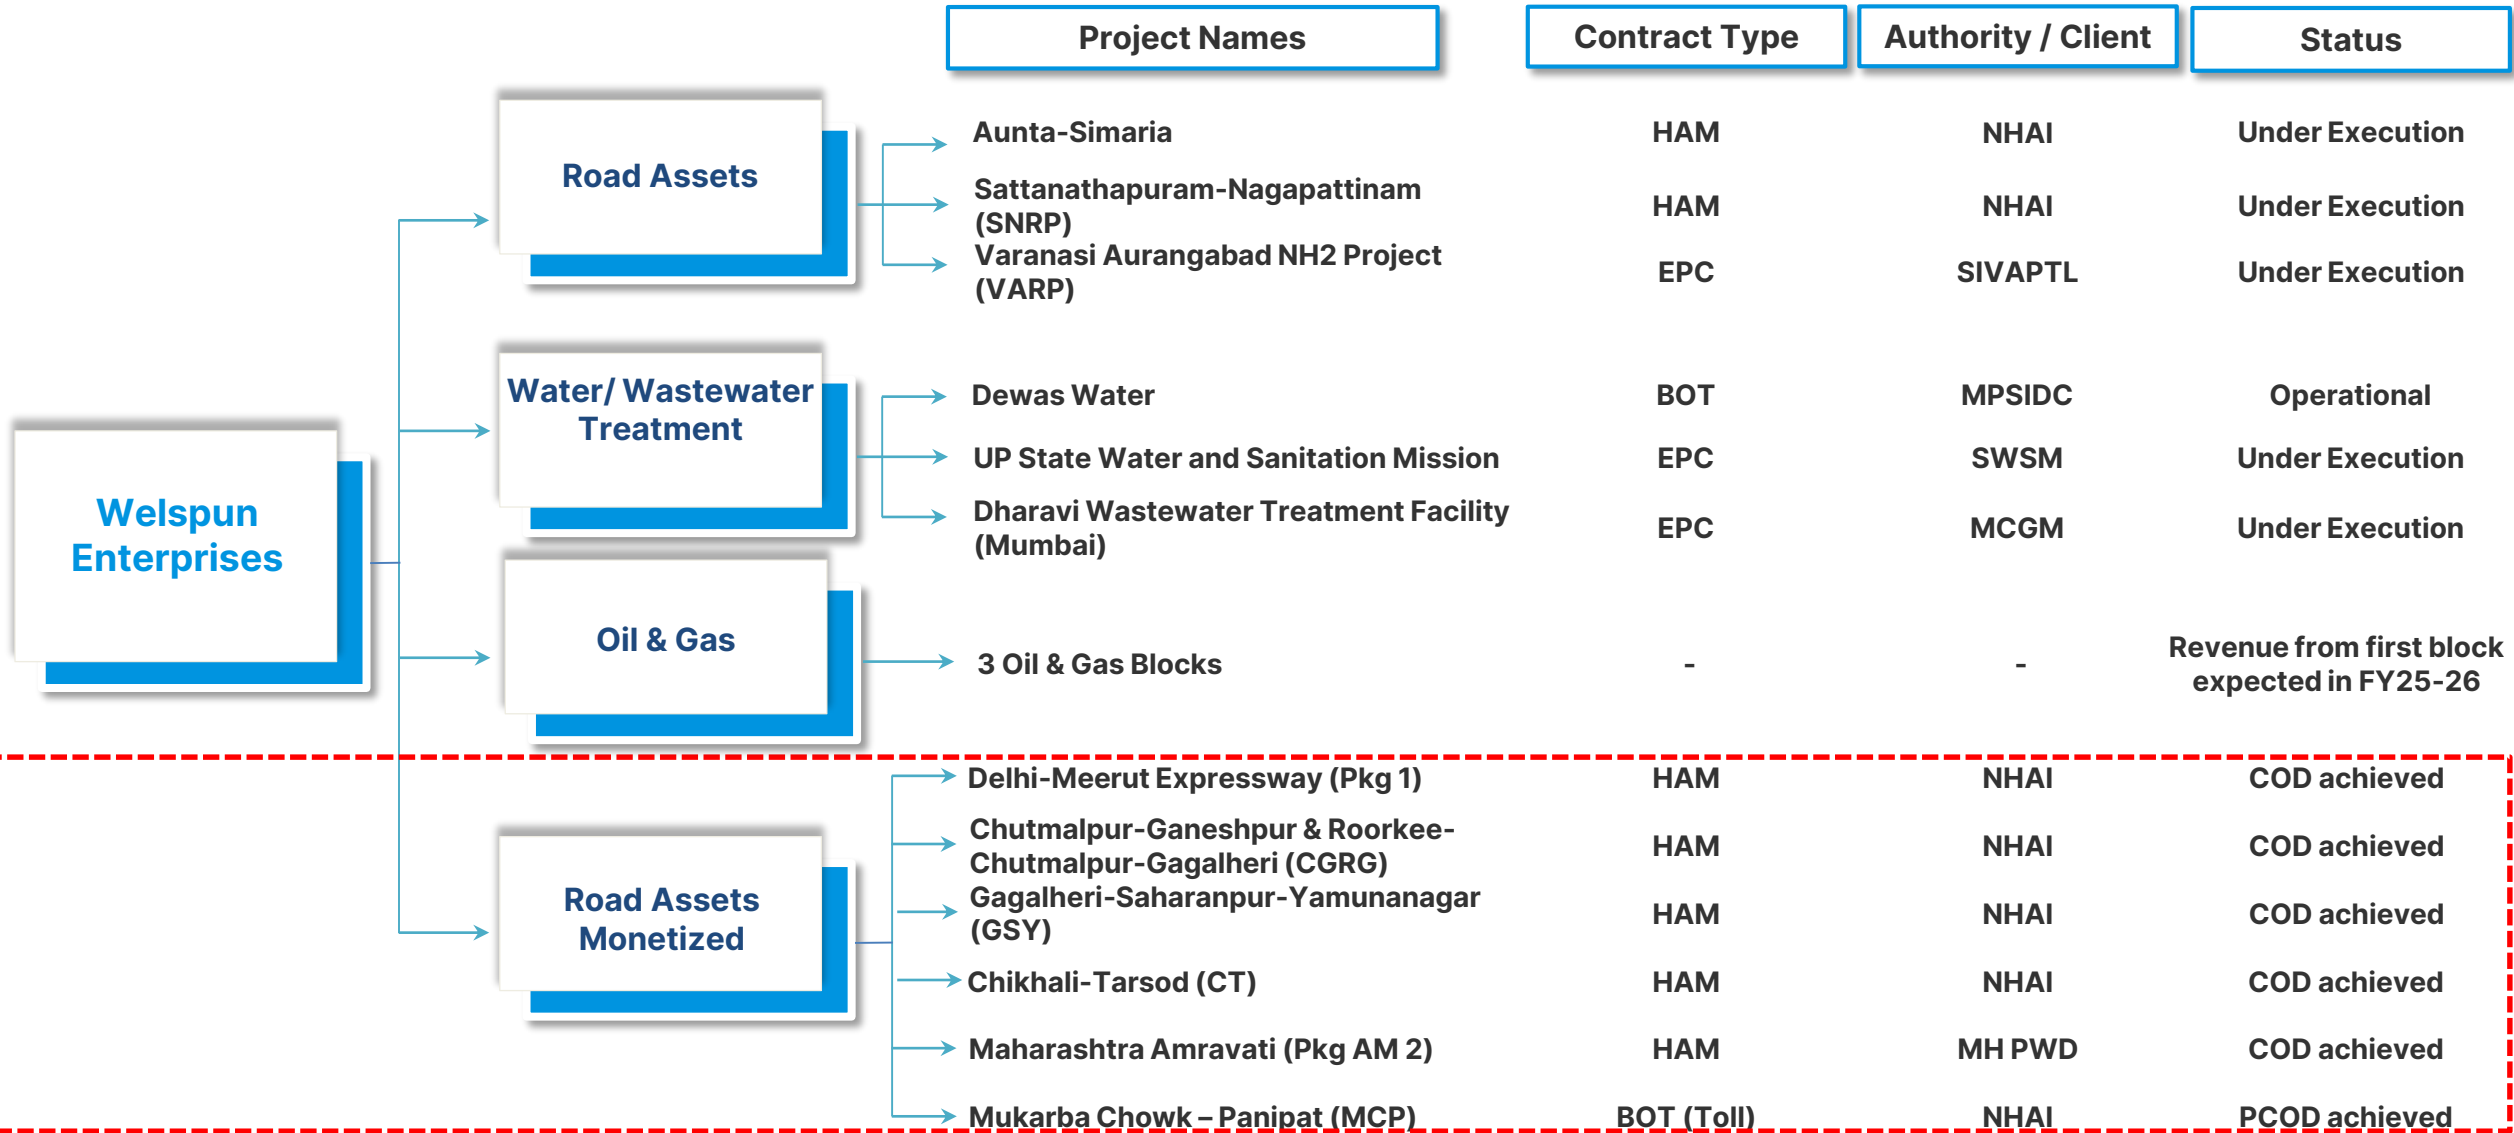 Project Names
Contract Type
Authority / Client
Status
Welspun
Enterprises
Road Assets
Aunta-Simaria
HAM
NHAI
Under Execution
Sattanathapuram-Nagapattinam
(SNRP)
HAM
NHAI
Under Execution
Varanasi Aurangabad NH2 Project
(VARP)
EPC
SIVAPTL
Under Execution
Water/ Wastewater
Treatment
Dewas Water
BOT
MPSIDC
Operational
UP State Water and Sanitation Mission
EPC
SWSM
Under Execution
Dharavi Wastewater Treatment Facility
(Mumbai)
EPC
MCGM
Under Execution
Oil & Gas
3 Oil & Gas Blocks
-
-
Revenue from first block
expected in FY25-26
Road Assets
Monetized
Delhi-Meerut Expressway (Pkg 1)
HAM
NHAI
COD achieved
Chutmalpur-Ganeshpur & Roorkee-
Chutmalpur-Gagalheri (CGRG)
HAM
NHAI
COD achieved
Gagalheri-Saharanpur-Yamunanagar
(GSY)
HAM
NHAI
COD achieved
Chikhali-Tarsod (CT)
HAM
NHAI
COD achieved
Maharashtra Amravati (Pkg AM 2)
HAM
MH PWD
COD achieved
Mukarba Chowk – Panipat (MCP)
BOT (Toll)
NHAI
PCOD achieved